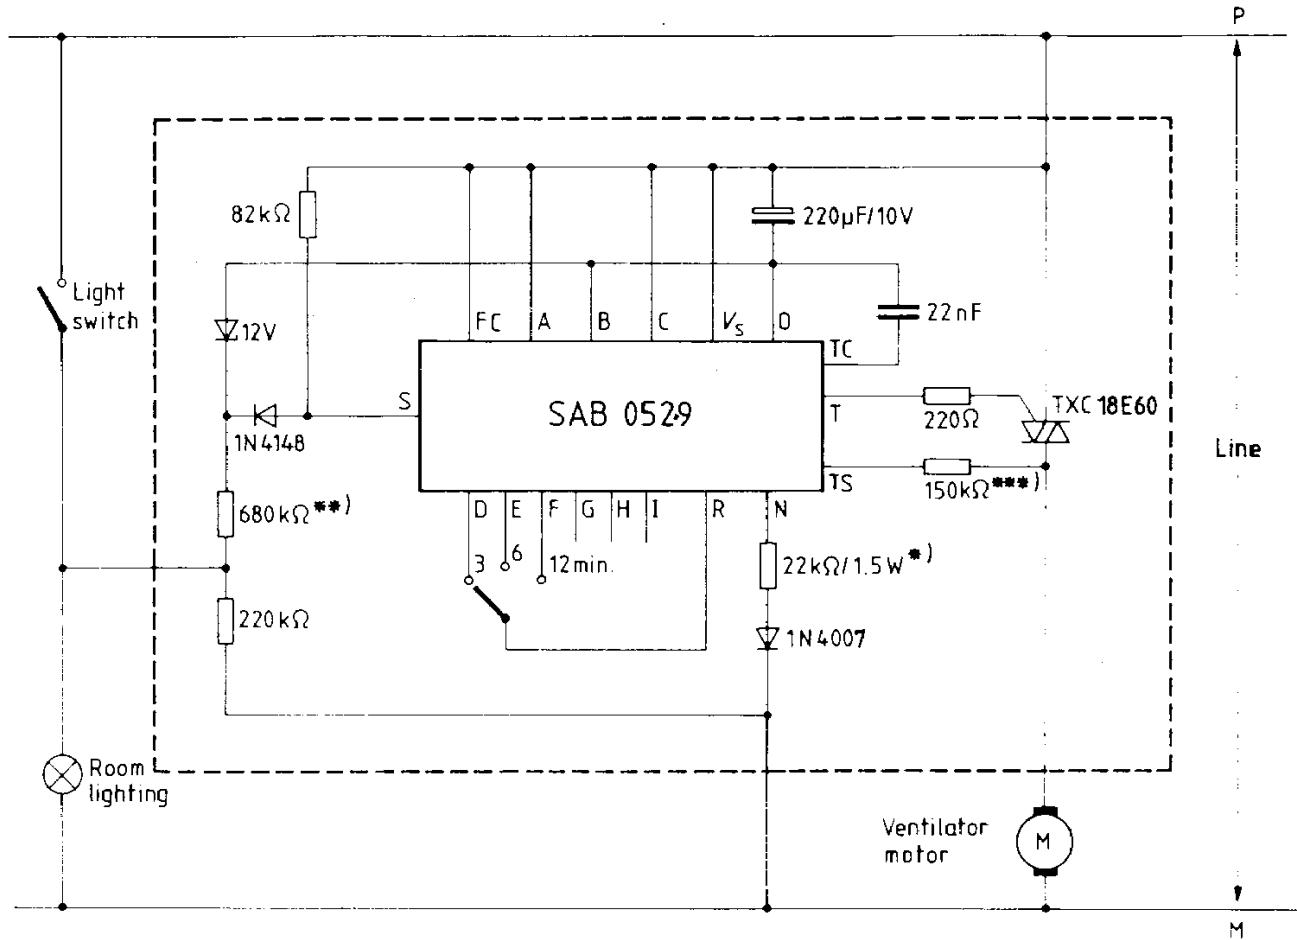 P
82kΩ
220µF/10V
Light
switch
12V
FC A B C Vs 0
22nF
TC
S
SAB 0529
T
220Ω
TXC 18E60
1N4148
TS
150kΩ***)
Line
680kΩ**)
D E F G H I R N
3 6 12min.
22kΩ/1.5W*)
220kΩ
1N4007
Room
lighting
Ventilator
motor
M
M